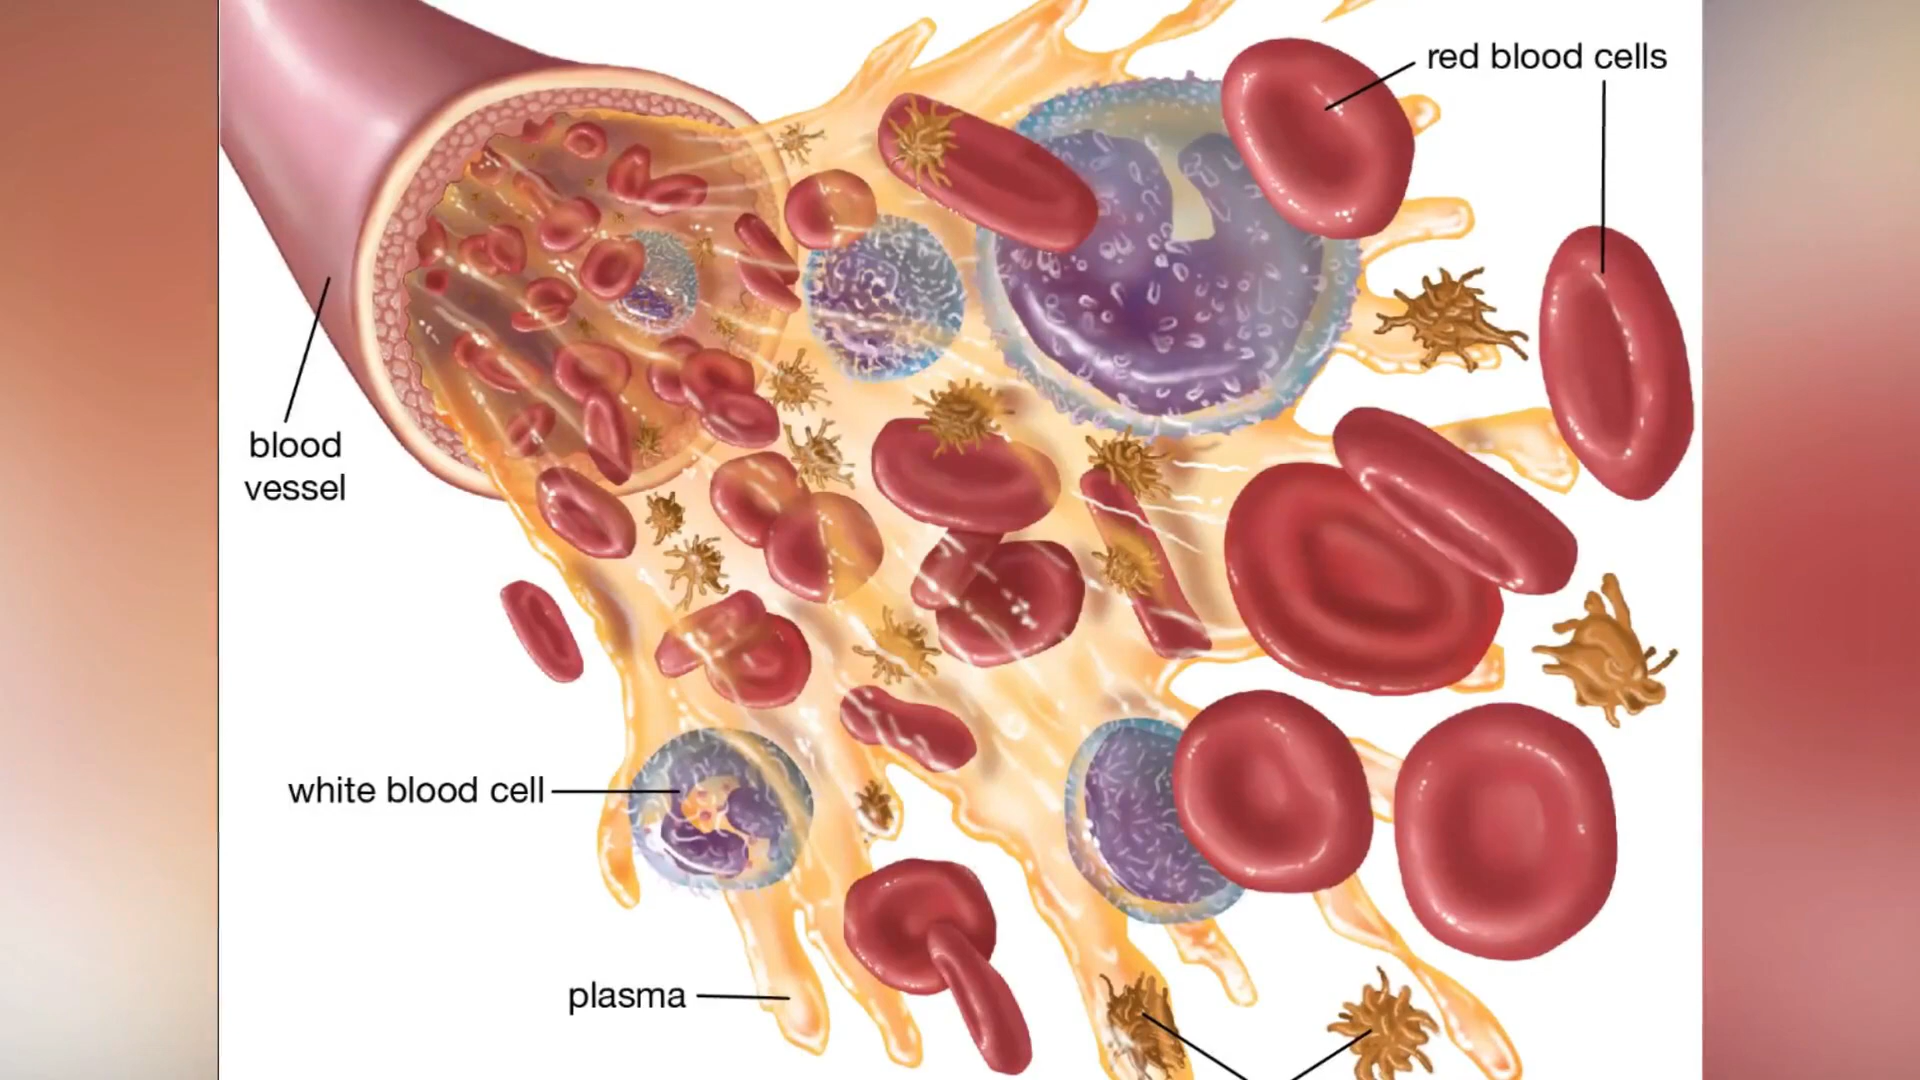 red blood cells
blood
vessel
white blood cell
plasma